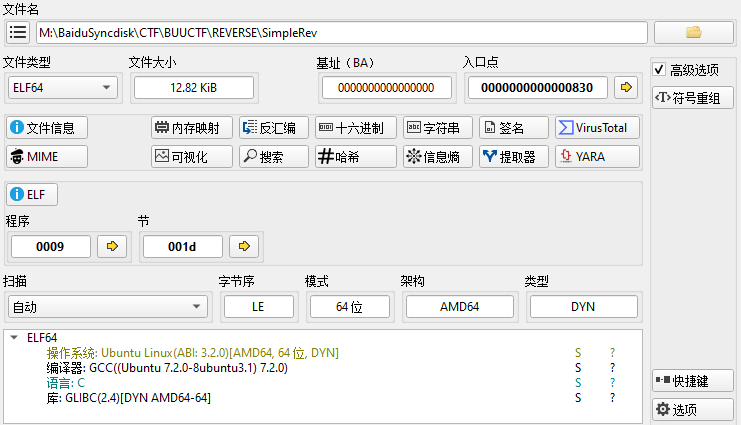 文件名
M:\BaiduSyncdisk\CTF\BUUCTF\REVERSE\SimpleRev
文件类型 文件大小 基址（BA） 入口点
ELF64 12.82 KiB 0000000000000000 0000000000000830 高级选项
<T>符号重组
文件信息 内存映射 反汇编 十六进制 字符串 签名 VirusTotal
MIME 可视化 搜索 哈希 信息熵 提取器 YARA
ELF
程序 节
0009 001d
扫描 字节序 模式 架构 类型
自动 LE 64 位 AMD64 DYN
ELF64
操作系统: Ubuntu Linux(ABI: 3.2.0)[AMD64, 64 位, DYN] S ?
编译器: GCC((Ubuntu 7.2.0-8ubuntu3.1) 7.2.0) S ?
语言: C S ?
库: GLIBC(2.4)[DYN AMD64-64] S ?
快捷键
选项